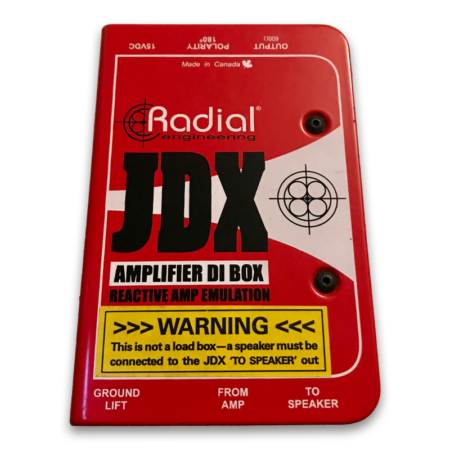 15VDC POLARITY 180° OUTPUT 600Ω
Made in Canada
Radial®
engineering
JDX
AMPLIFIER DI BOX
REACTIVE AMP EMULATION
>>> WARNING <<<
This is not a load box—a speaker must be
connected to the JDX 'TO SPEAKER' out
GROUND LIFT FROM AMP TO SPEAKER